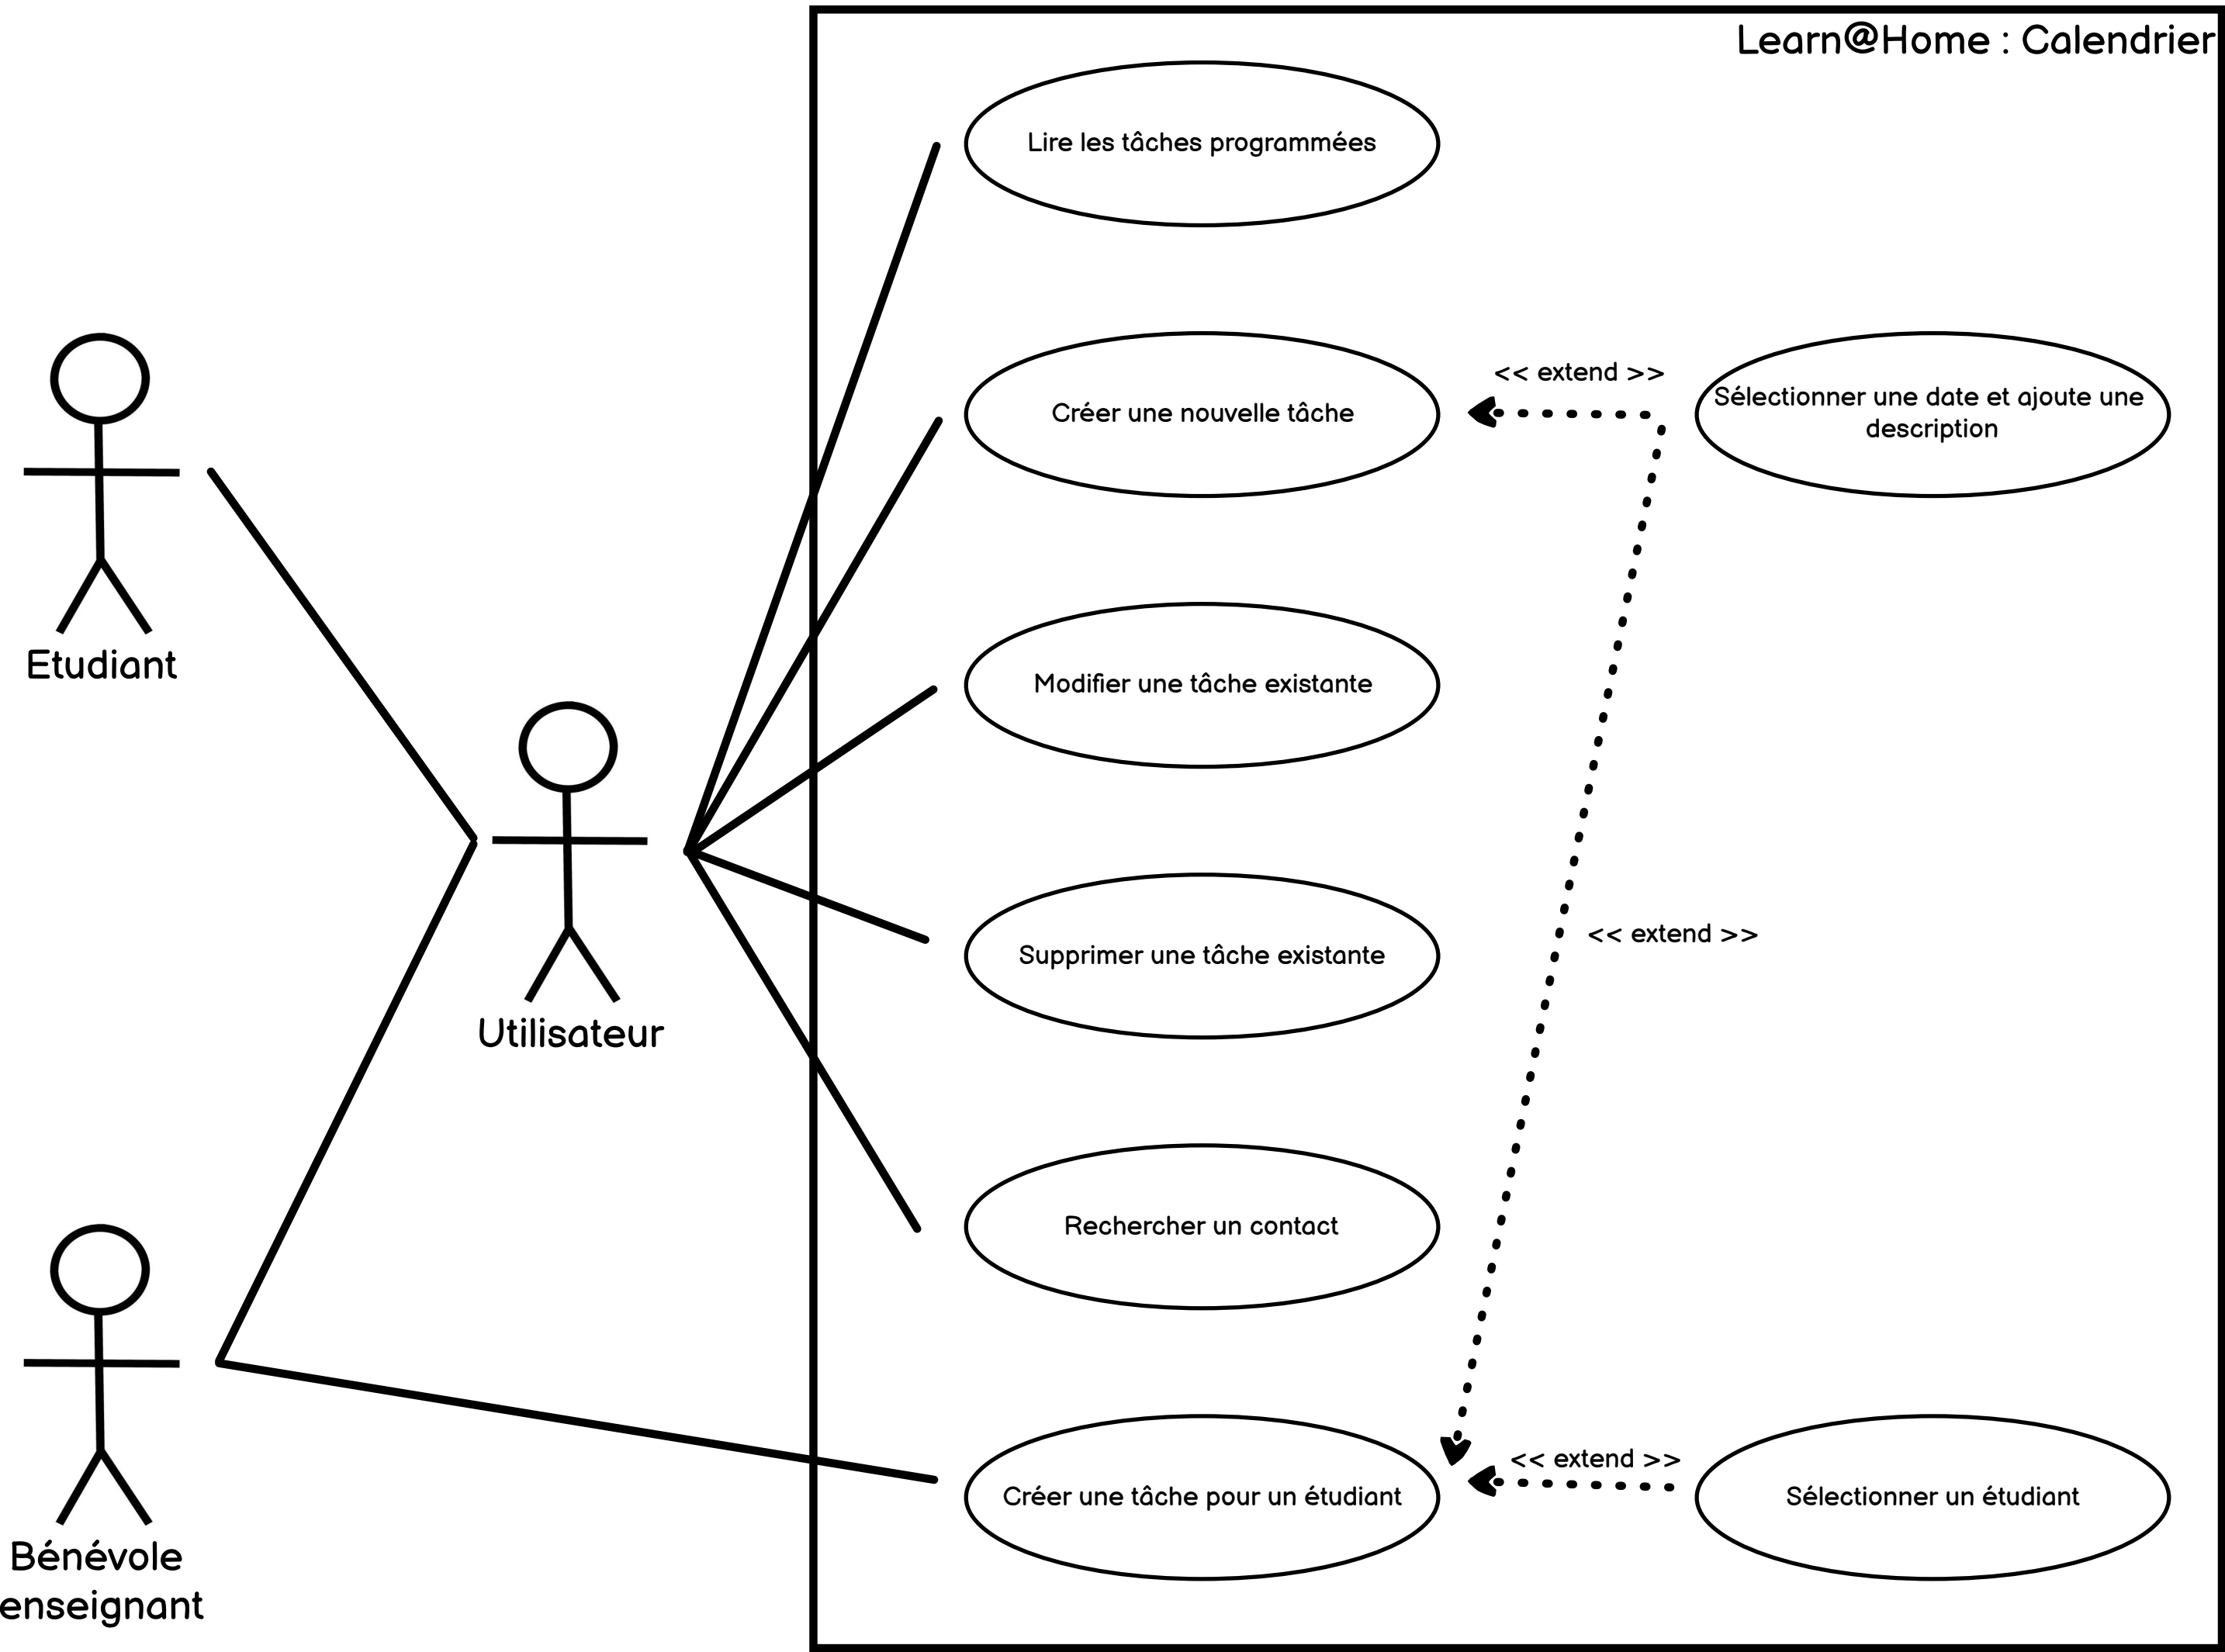 Learn@Home : Calendrier
Lire les tâches programmées
<< extend >>
Créer une nouvelle tâche
Sélectionner une date et ajoute une
description
Etudiant
Modifier une tâche existante
<< extend >>
Supprimer une tâche existante
Utilisateur
Rechercher un contact
<< extend >>
Créer une tâche pour un étudiant
Sélectionner un étudiant
Bénévole
enseignant